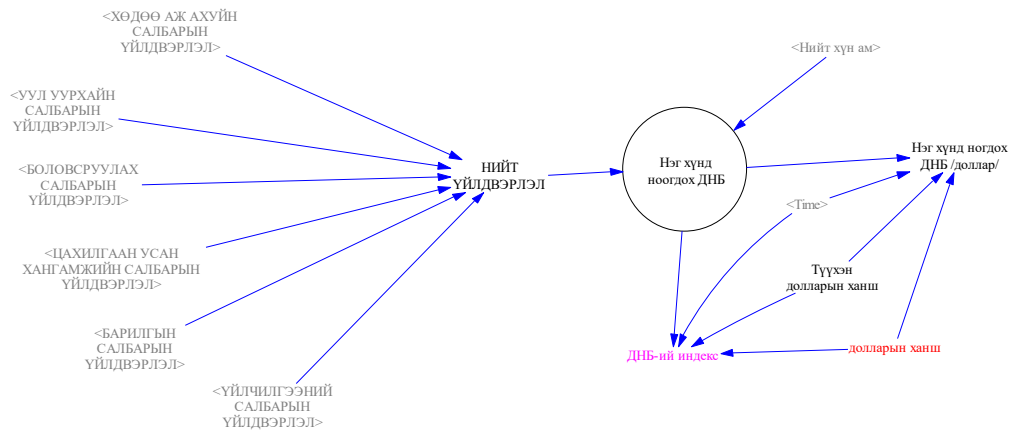 <ХӨДӨӨ АЖ АХУЙН
САЛБАРЫН
ҮЙЛДВЭРЛЭЛ>
<Нийт хүн ам>
<УУЛ УУРХАЙН
САЛБАРЫН
ҮЙЛДВЭРЛЭЛ>
<БОЛОВСРУУЛАХ
САЛБАРЫН
ҮЙЛДВЭРЛЭЛ>
НИЙТ
ҮЙЛДВЭРЛЭЛ
Нэг хүнд
ноогдох ДНБ
Нэг хүнд ногдох
ДНБ /доллар/
<Time>
<ЦАХИЛГААН УСАН
ХАНГАМЖИЙН САЛБАРЫН
ҮЙЛДВЭРЛЭЛ>
Түүхэн
долларын ханш
<БАРИЛГЫН
САЛБАРЫН
ҮЙЛДВЭРЛЭЛ>
ДНБ-ий индекс
долларын ханш
<ҮЙЛЧИЛГЭЭНИЙ
САЛБАРЫН
ҮЙЛДВЭРЛЭЛ>